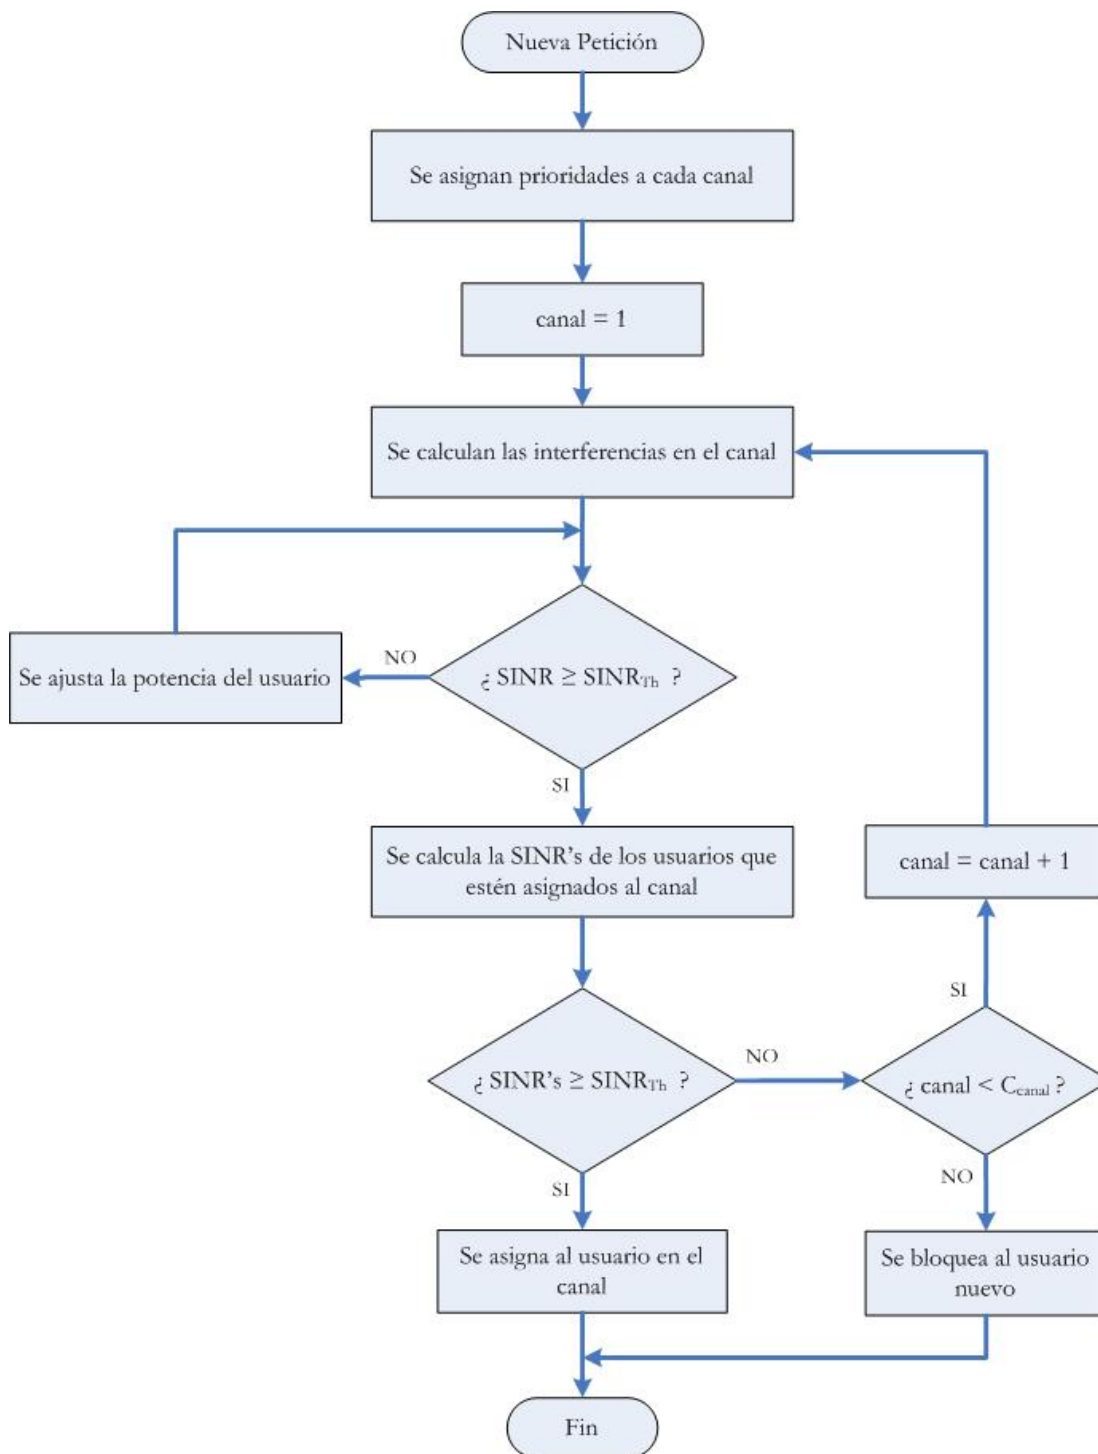 Nueva Petición
Se asignan prioridades a cada canal
canal = 1
Se calculan las interferencias en el canal
Se ajusta la potencia del usuario
NO
¿ SINR ≥ SINRTh ?
SI
Se calcula la SINR's de los usuarios que
estén asignados al canal
canal = canal + 1
SI
¿ SINR's ≥ SINRTh ?
NO
¿ canal < Ccanal ?
SI
NO
Se asigna al usuario en el
canal
Se bloquea al usuario
nuevo
Fin